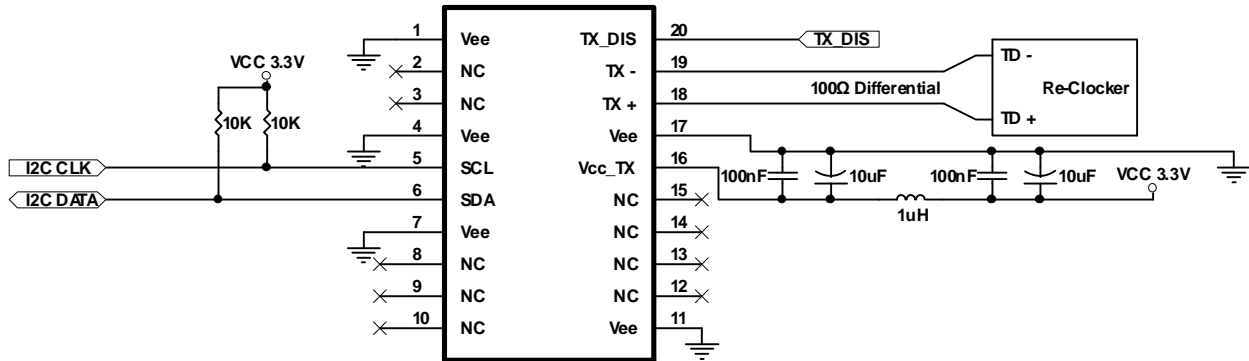 1 Vee
2 NC
3 NC
4 Vee
5 SCL
6 SDA
7 Vee
8 NC
9 NC
10 NC
VCC 3.3V
10K 10K
I2C CLK
I2C DATA
TX_DIS 20 TX_DIS
TX - 19
TX + 18
Vee 17
Vcc_TX 16
NC 15
NC 14
NC 13
NC 12
Vee 11
100Ω Differential
TD -
Re-Clocker
TD +
100nF 10uF 100nF 10uF
VCC 3.3V
1uH